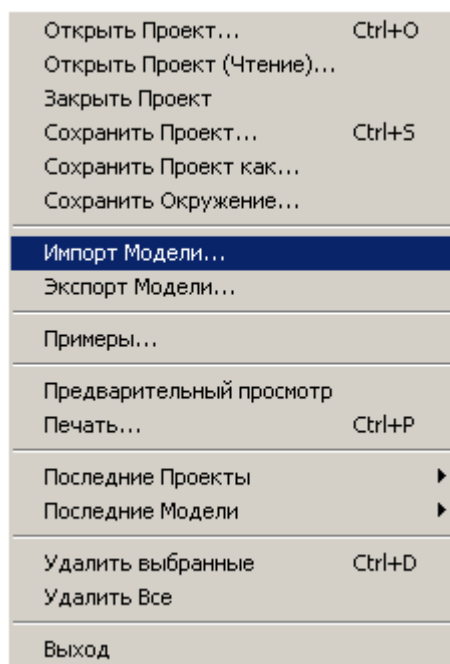 Открыть Проект... Ctrl+O
Открыть Проект (Чтение)...
Закрыть Проект
Сохранить Проект... Ctrl+S
Сохранить Проект как...
Сохранить Окружение...
Импорт Модели...
Экспорт Модели...
Примеры...
Предварительный просмотр
Печать... Ctrl+P
Последние Проекты
Последние Модели
Удалить выбранные Ctrl+D
Удалить Все
Выход